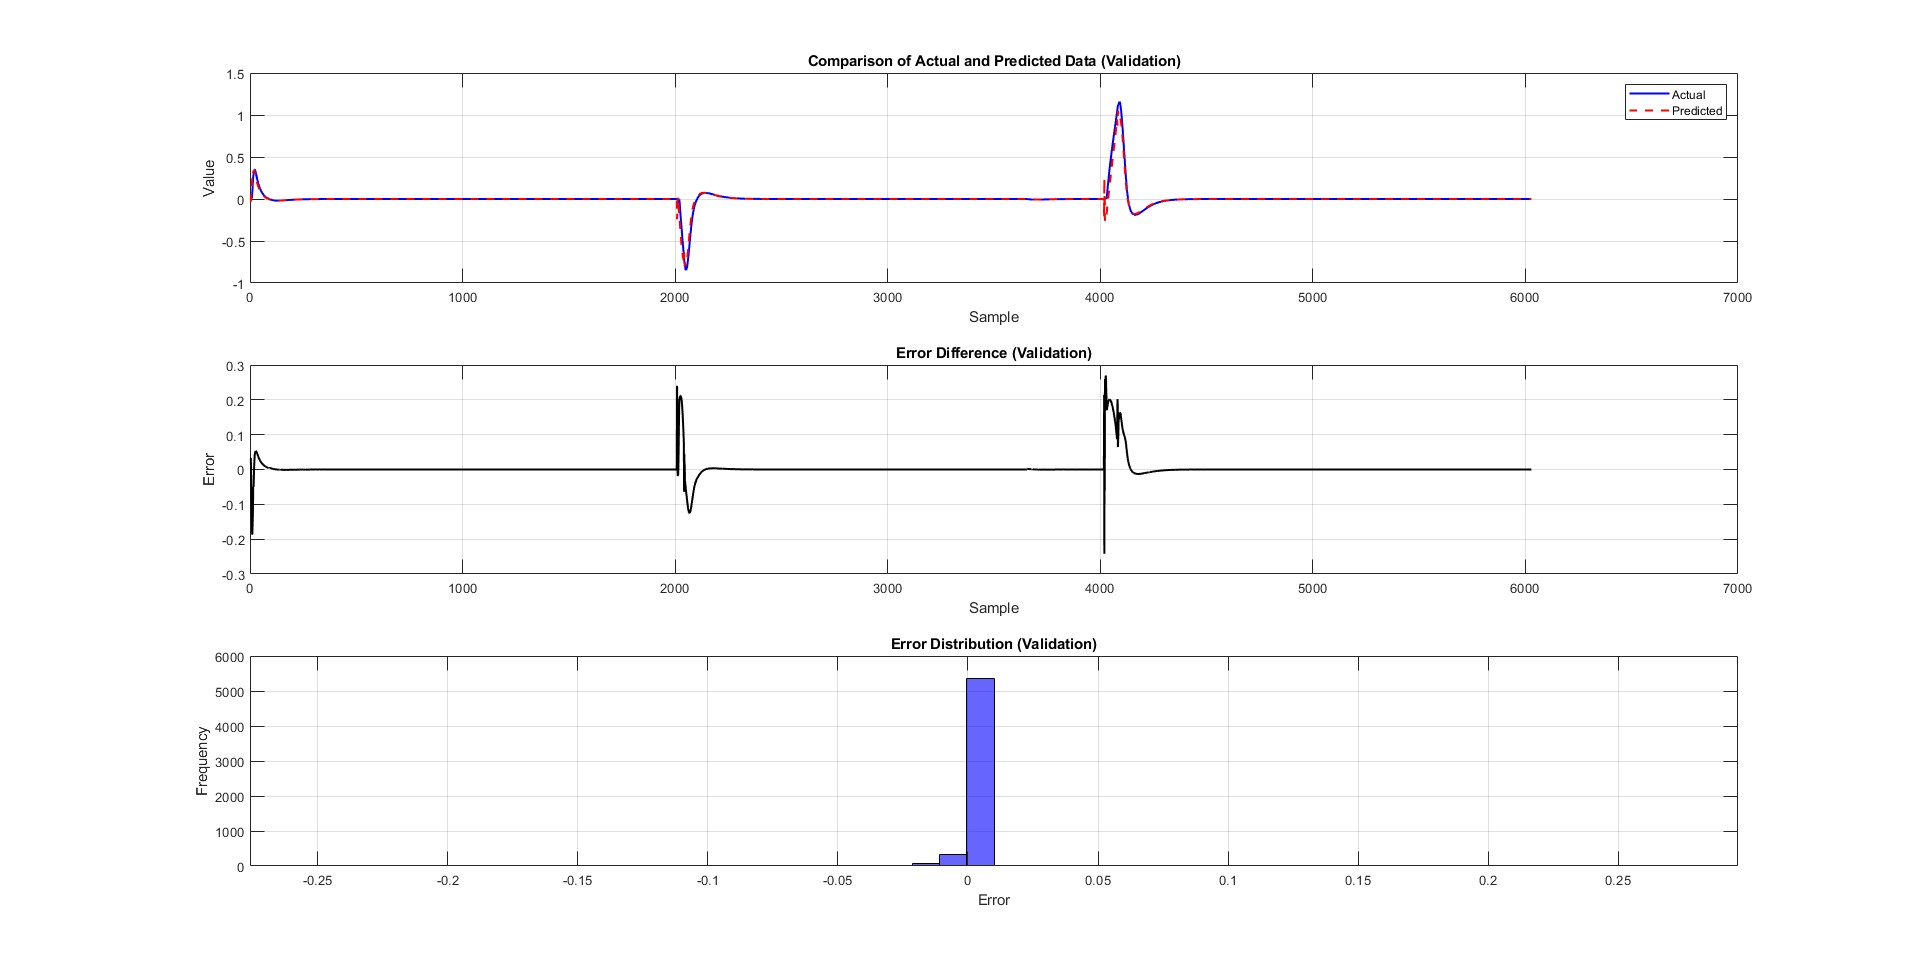 Comparison of Actual and Predicted Data (Validation)
1.5
1
0.5
0
-0.5
-1
Value
Actual
Predicted
0 1000 2000 3000 4000 5000 6000 7000
Sample
Error Difference (Validation)
0.3
0.2
0.1
0
-0.1
-0.2
-0.3
Error
0 1000 2000 3000 4000 5000 6000 7000
Sample
Error Distribution (Validation)
6000
5000
4000
3000
2000
1000
0
Frequency
-0.25 -0.2 -0.15 -0.1 -0.05 0 0.05 0.1 0.15 0.2 0.25
Error